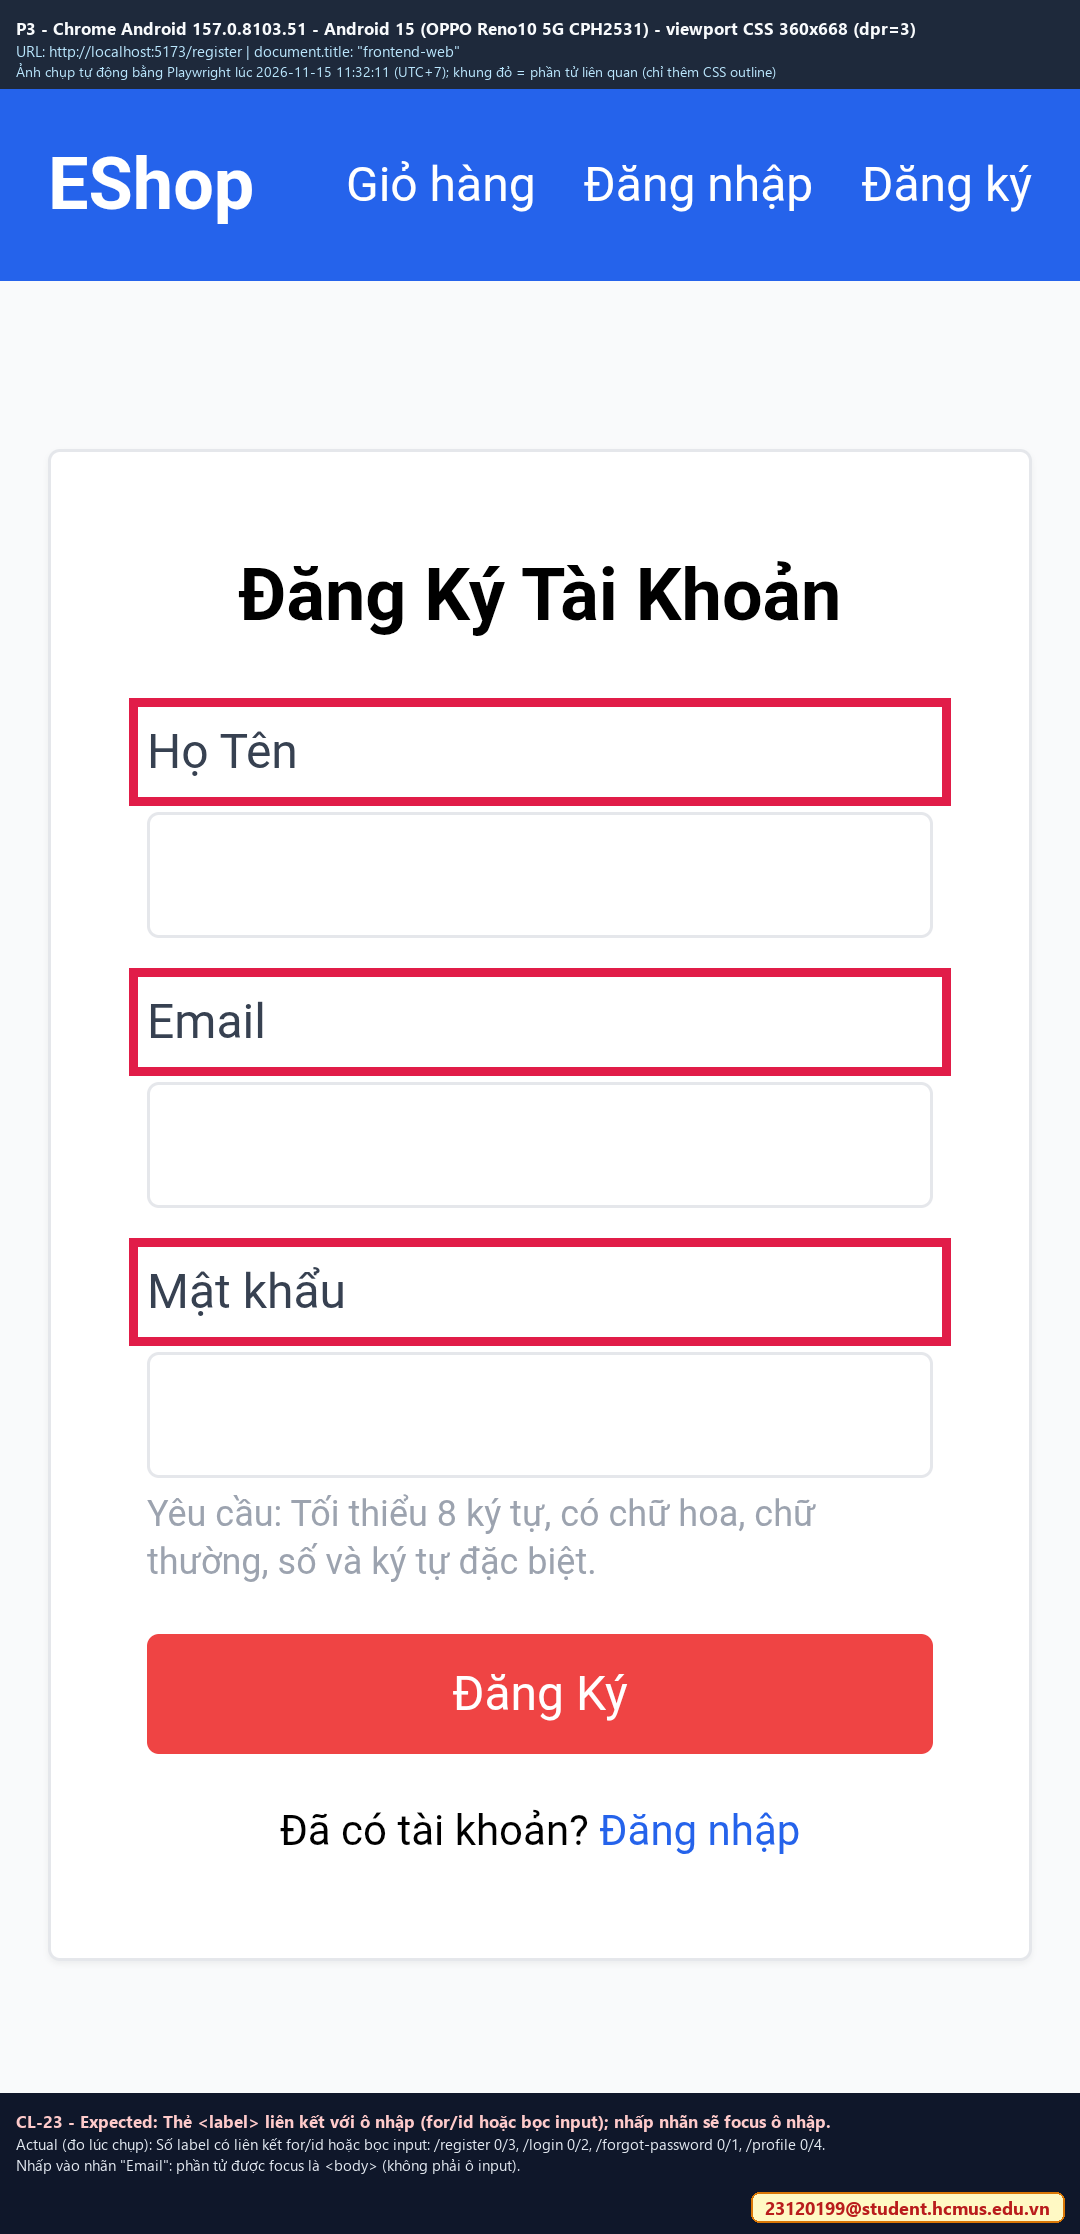 P3 - Chrome Android 157.0.8103.51 - Android 15 (OPPO Reno10 5G CPH2531) - viewport CSS 360x668 (dpr=3)
URL: http://localhost:5173/register | document.title: "frontend-web"
Ảnh chụp tự động bằng Playwright lúc 2026-11-15 11:32:11 (UTC+7); khung đỏ = phần tử liên quan (chỉ thêm CSS outline)
EShop Giỏ hàng Đăng nhập Đăng ký
Đăng Ký Tài Khoản
Họ Tên
Email
Mật khẩu
Yêu cầu: Tối thiểu 8 ký tự, có chữ hoa, chữ
thường, số và ký tự đặc biệt.
Đăng Ký
Đã có tài khoản? Đăng nhập
CL-23 - Expected: Thẻ <label> liên kết với ô nhập (for/id hoặc bọc input); nhấp nhãn sẽ focus ô nhập.
Actual (đo lúc chụp): Số label có liên kết for/id hoặc bọc input: /register 0/3, /login 0/2, /forgot-password 0/1, /profile 0/4.
Nhấp vào nhãn "Email": phần tử được focus là <body> (không phải ô input).
23120199@student.hcmus.edu.vn